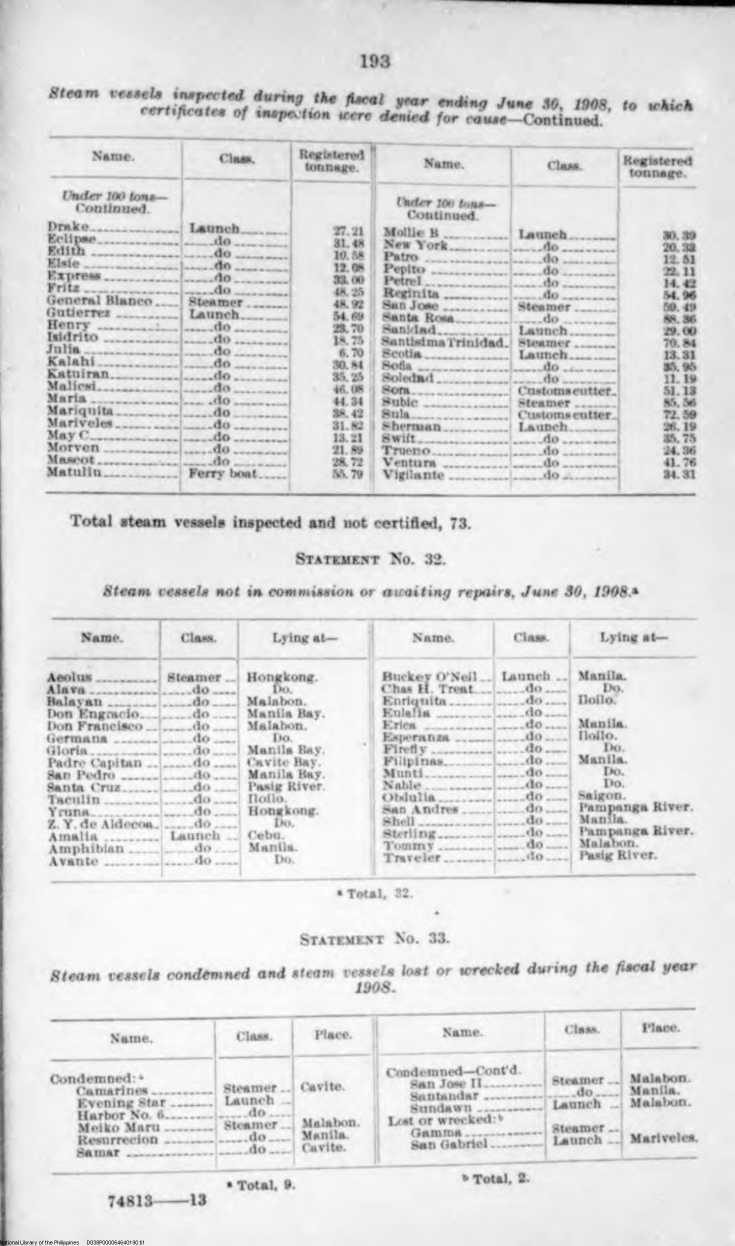 193
Steam vessels inspected during the fiscal year ending June 30, 1908, to which
certificates of inspection were denied for cause—Continued.
Name. Class. Registered tonnage.
Under 100 tons—
Continued.
Drake Launch 27.21
Eclipse do 31.48
Edith do 10.58
Elsie do 12.08
Express do 33.00
Fritz do 48.25
General Blanco Steamer 48.92
Gutierrez Launch 54.69
Henry do 23.70
Isidrito do 18.75
Julia do 6.70
Kalahi do 30.84
Katuiran do 35.25
Malicsi do 46.08
Maria do 44.34
Mariquita do 38.42
Mariveles do 31.82
May C do 13.21
Morven do 21.89
Mascot do 28.72
Matulin Ferry boat 55.79
Name. Class. Registered tonnage.
Under 100 tons—
Continued.
Mollie B Launch 30.39
New York do 20.33
Patro do 12.51
Pepito do 22.11
Petrel do 14.42
Reginita do 54.96
San Jose Steamer 50.49
Santa Rosa do 88.36
Sanidad Launch 29.00
Santisima Trinidad Steamer 70.84
Scotia Launch 13.31
Sofia do 35.95
Soledad do 11.19
Sora Customs cutter 51.13
Subic Steamer 85.56
Sula Customs cutter 72.59
Sherman Launch 26.19
Swift do 35.75
Trueno do 24.36
Ventura do 41.76
Vigilante do 34.31
Total steam vessels inspected and not certified, 73.
STATEMENT No. 32.
Steam vessels not in commission or awaiting repairs, June 30, 1908.ᵃ
Name. Class. Lying at—
Aeolus Steamer Hongkong.
Alava do Do.
Balayan do Malabon.
Don Engracio do Manila Bay.
Don Francisco do Malabon.
Germana do Do.
Gloria do Manila Bay.
Padre Capitan do Cavite Bay.
San Pedro do Manila Bay.
Santa Cruz do Pasig River.
Taculin do Iloilo.
Yruna do Hongkong.
Z. Y. de Aldecoa do Do.
Amalia Launch Cebu.
Amphibian do Manila.
Avante do Do.
Name. Class. Lying at—
Buckey O'Neil Launch Manila.
Chas H. Treat do Do.
Enriquita do Iloilo.
Eulalia do
Erica do Manila.
Esperanza do Iloilo.
Firefly do Do.
Filipinas do Manila.
Munti do Do.
Nable do Do.
Obdulia do Saigon.
San Andres do Pampanga River.
Shell do Manila.
Sterling do Pampanga River.
Tommy do Malabon.
Traveler do Pasig River.
ᵃ Total, 32.
STATEMENT No. 33.
Steam vessels condemned and steam vessels lost or wrecked during the fiscal year
1908.
Name. Class. Place.
Condemned:ᵃ
Camarines Steamer Cavite.
Evening Star Launch
Harbor No. 6 do
Meiko Maru Steamer Malabon.
Resurrecion do Manila.
Samar do Cavite.
Name. Class. Place.
Condemned—Cont'd.
San Jose II Steamer Malabon.
Santandar do Manila.
Sundawn Launch Malabon.
Lost or wrecked:ᵇ
Gamma Steamer
San Gabriel Launch Mariveles.
ᵃ Total, 9.
ᵇ Total, 2.
74813——13